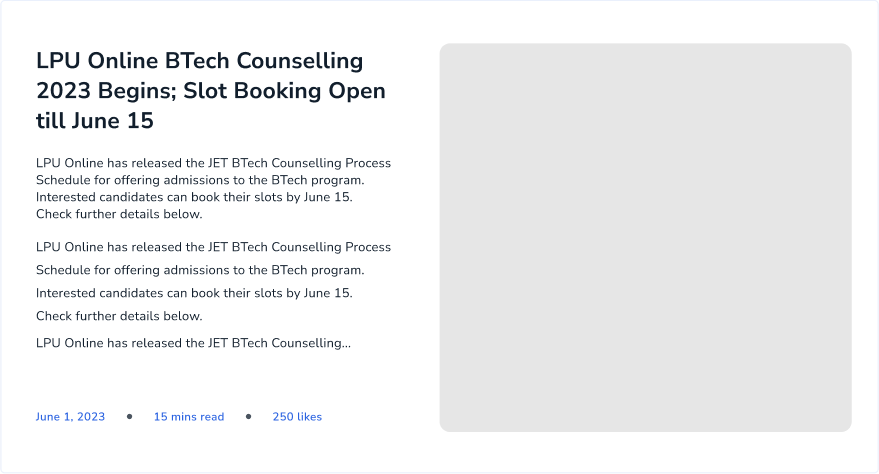 LPU Online BTech Counselling
2023 Begins; Slot Booking Open
till June 15
LPU Online has released the JET BTech Counselling Process
Schedule for offering admissions to the BTech program.
Interested candidates can book their slots by June 15.
Check further details below.
LPU Online has released the JET BTech Counselling Process
Schedule for offering admissions to the BTech program.
Interested candidates can book their slots by June 15.
Check further details below.
LPU Online has released the JET BTech Counselling...
June 1, 2023 • 15 mins read • 250 likes